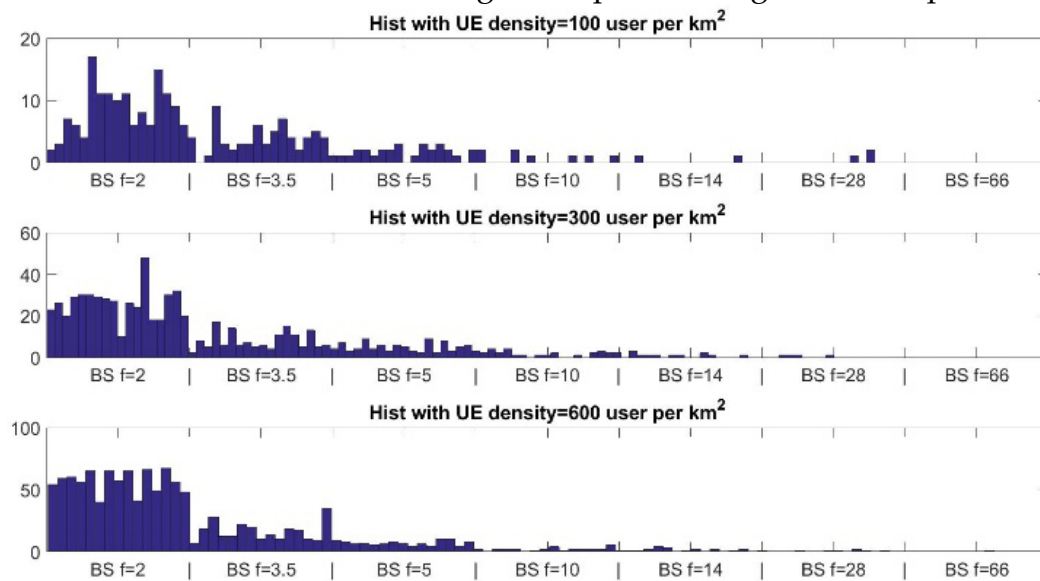 Hist with UE density=100 user per km²
20
10
0
BS f=2 | BS f=3.5 | BS f=5 | BS f=10 | BS f=14 | BS f=28 | BS f=66
Hist with UE density=300 user per km²
60
40
20
0
BS f=2 | BS f=3.5 | BS f=5 | BS f=10 | BS f=14 | BS f=28 | BS f=66
Hist with UE density=600 user per km²
100
50
0
BS f=2 | BS f=3.5 | BS f=5 | BS f=10 | BS f=14 | BS f=28 | BS f=66